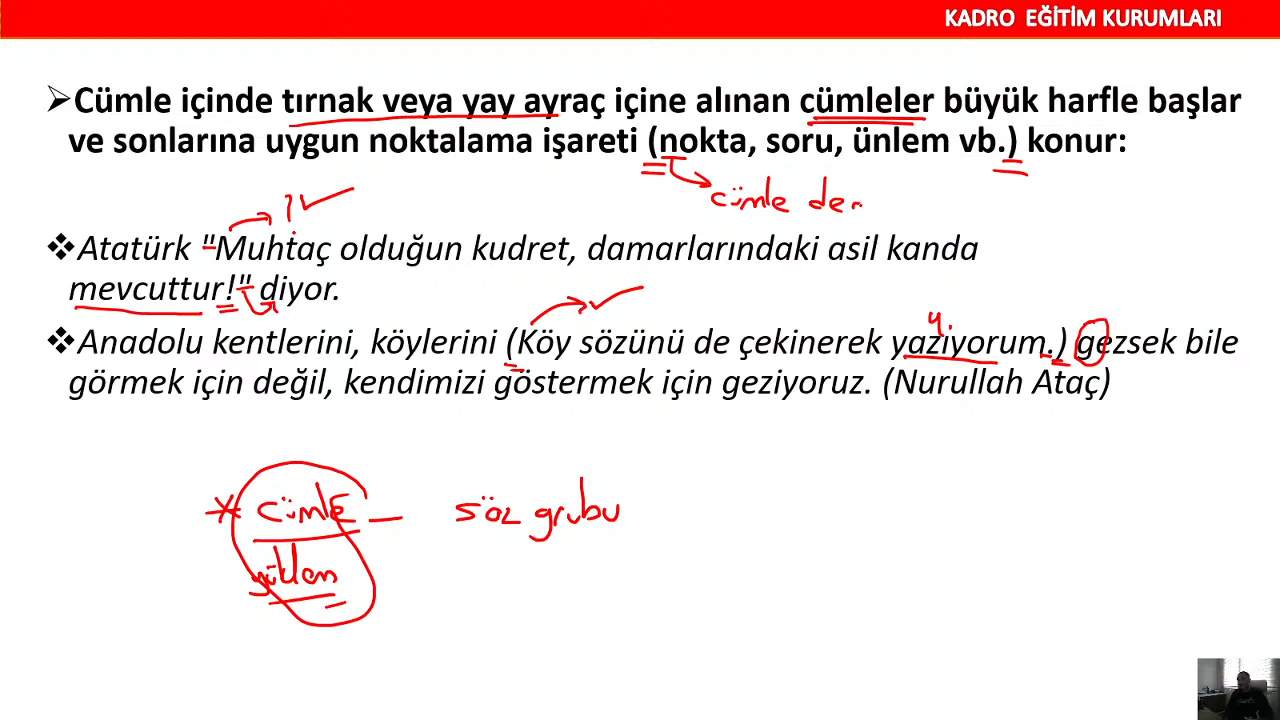 KADRO EĞİTİM KURUMLARI
Cümle içinde tırnak veya yay ayraç içine alınan cümleler büyük harfle başlar
ve sonlarına uygun noktalama işareti (nokta, soru, ünlem vb.) konur:
cümle de
Atatürk "Muhtaç olduğun kudret, damarlarındaki asil kanda
mevcuttur!" diyor.
y.
Anadolu kentlerini, köylerini (Köy sözünü de çekinerek yazıyorum.) gezsek bile
görmek için değil, kendimizi göstermek için geziyoruz. (Nurullah Ataç)
* cümle – söz grubu
yüklem